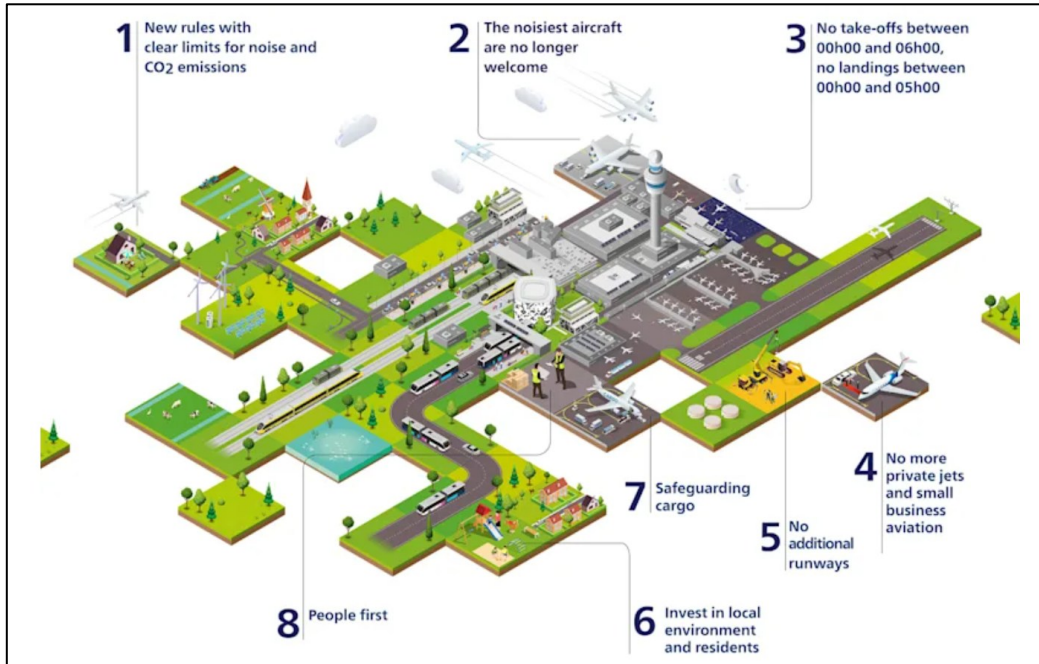 1
New rules with
clear limits for noise and
CO2 emissions
2
The noisiest aircraft
are no longer
welcome
3
No take-offs between
00h00 and 06h00,
no landings between
00h00 and 05h00
4
No more
private jets
and small
business
aviation
5
No
additional
runways
6
Invest in local
environment
and residents
7
Safeguarding
cargo
8
People first